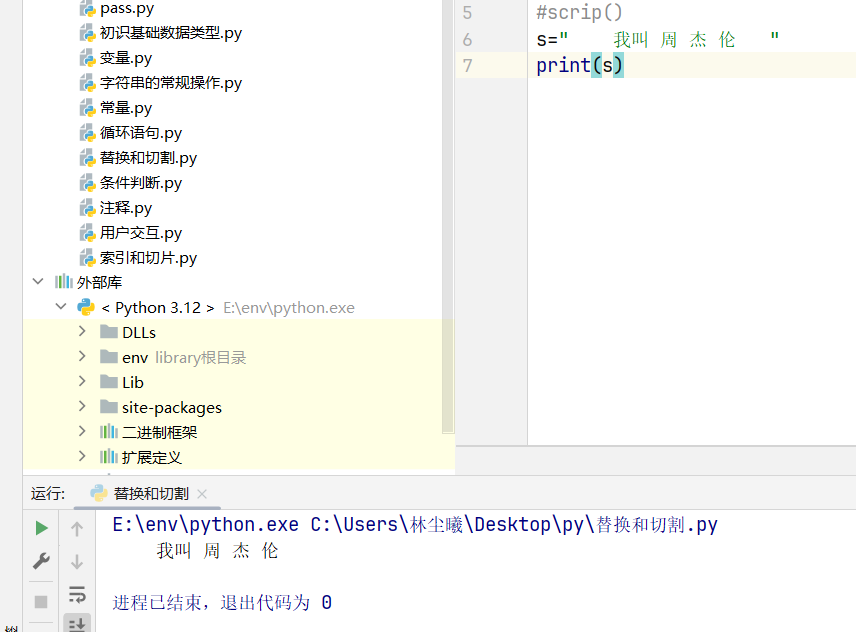 pass.py
初识基础数据类型.py
变量.py
字符串的常规操作.py
常量.py
循环语句.py
替换和切割.py
条件判断.py
注释.py
用户交互.py
索引和切片.py
外部库
< Python 3.12 > E:\env\python.exe
DLLs
env library根目录
Lib
site-packages
二进制框架
扩展定义
5 #scrip()
6 s="    我叫 周 杰 伦   "
7 print(s)
运行: 替换和切割
E:\env\python.exe C:\Users\林尘曦\Desktop\py\替换和切割.py
    我叫 周 杰 伦
进程已结束，退出代码为 0